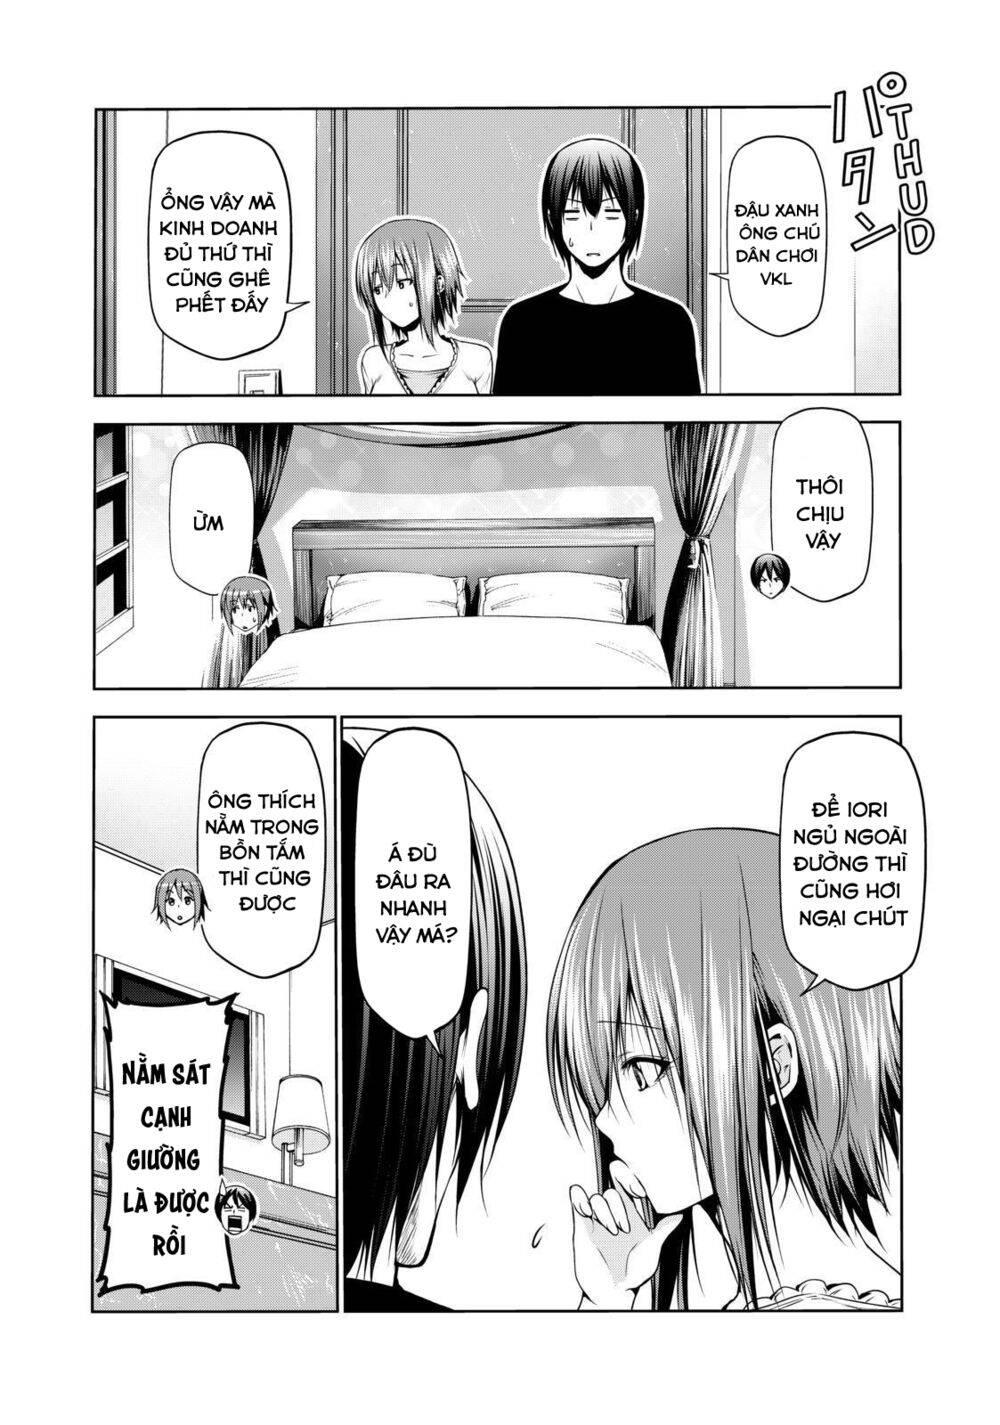 パタン
THUD
ĐẬU XANH
ÔNG CHÚ
DÂN CHƠI
VKL
ỔNG VẬY MÀ
KINH DOANH
ĐỦ THỨ THÌ
CŨNG GHÊ
PHẾT ĐẤY
THÔI
CHỊU
VẬY
ỪM
ĐỂ IORI
NGỦ NGOÀI
ĐƯỜNG THÌ
CŨNG HƠI
NGẠI CHÚT
Á ĐÙ
ĐÂU RA
NHANH
VẬY MÁ?
ÔNG THÍCH
NẰM TRONG
BỒN TẮM
THÌ CŨNG
ĐƯỢC
NẰM SÁT
CẠNH
GIƯỜNG
LÀ ĐƯỢC
RỒI